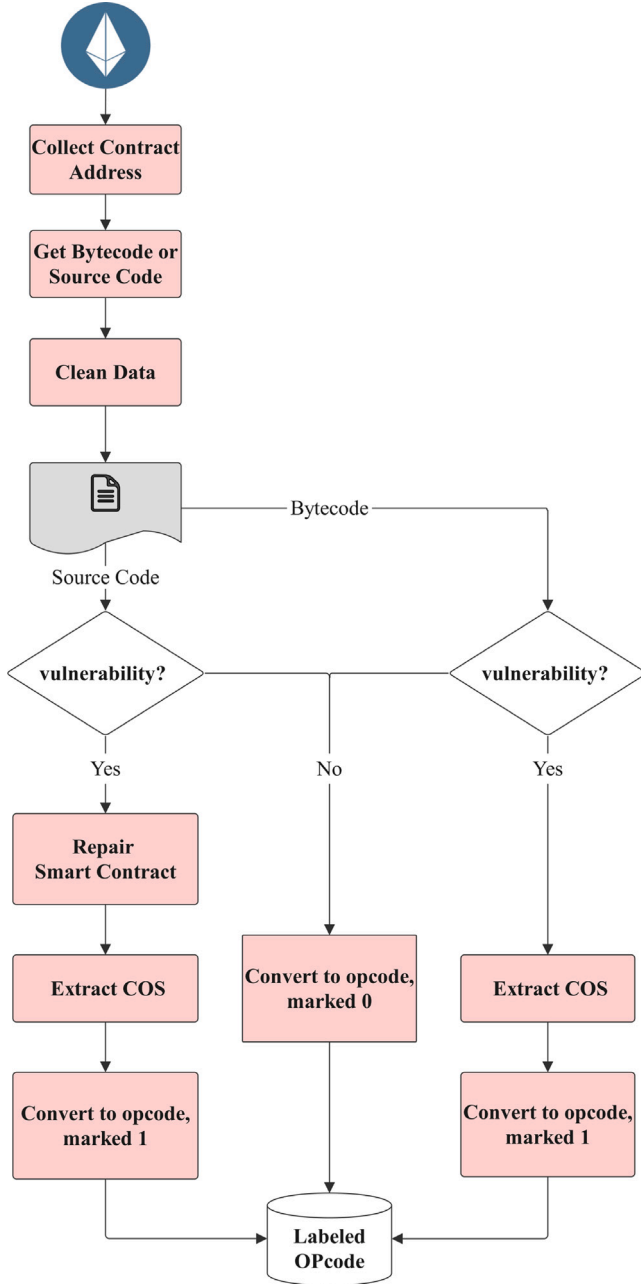 Collect Contract
Address
Get Bytecode or
Source Code
Clean Data
Bytecode
Source Code
vulnerability?
vulnerability?
Yes
No
Yes
Repair
Smart Contract
Extract COS
Convert to opcode,
marked 0
Extract COS
Convert to opcode,
marked 1
Convert to opcode,
marked 1
Labeled
OPcode